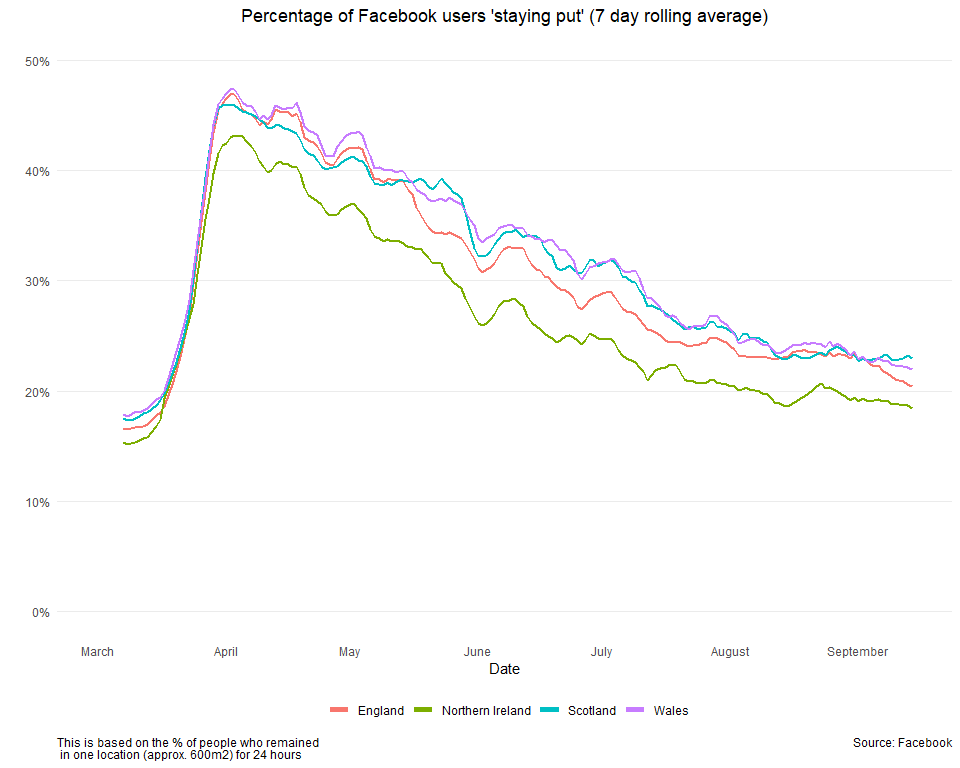 Percentage of Facebook users 'staying put' (7 day rolling average)
50%
40%
30%
20%
10%
0%
March April May June July August September
Date
England Northern Ireland Scotland Wales
This is based on the % of people who remained
in one location (approx. 600m2) for 24 hours
Source: Facebook